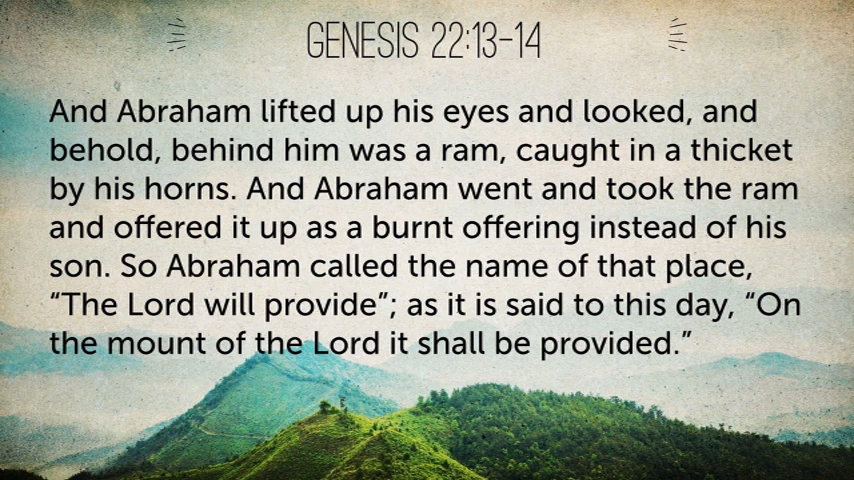 GENESIS 22:13-14
And Abraham lifted up his eyes and looked, and
behold, behind him was a ram, caught in a thicket
by his horns. And Abraham went and took the ram
and offered it up as a burnt offering instead of his
son. So Abraham called the name of that place,
“The Lord will provide”; as it is said to this day, “On
the mount of the Lord it shall be provided.”